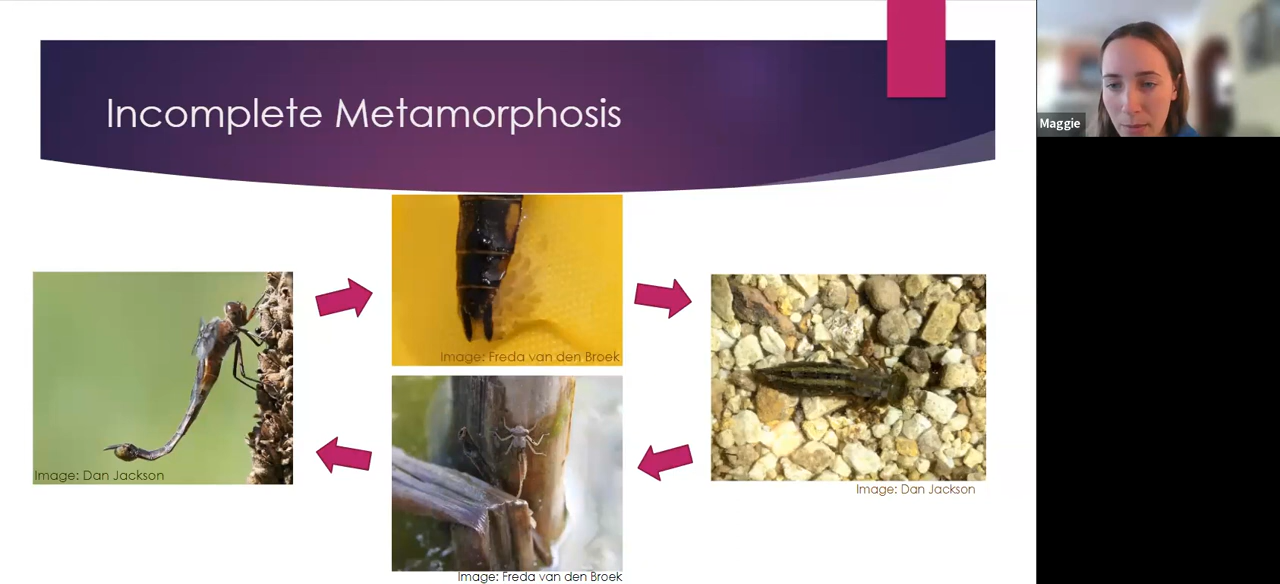 Incomplete Metamorphosis
Maggie
Image: Freda van den Broek
Image: Dan Jackson
Image: Dan Jackson
Image: Freda van den Broek